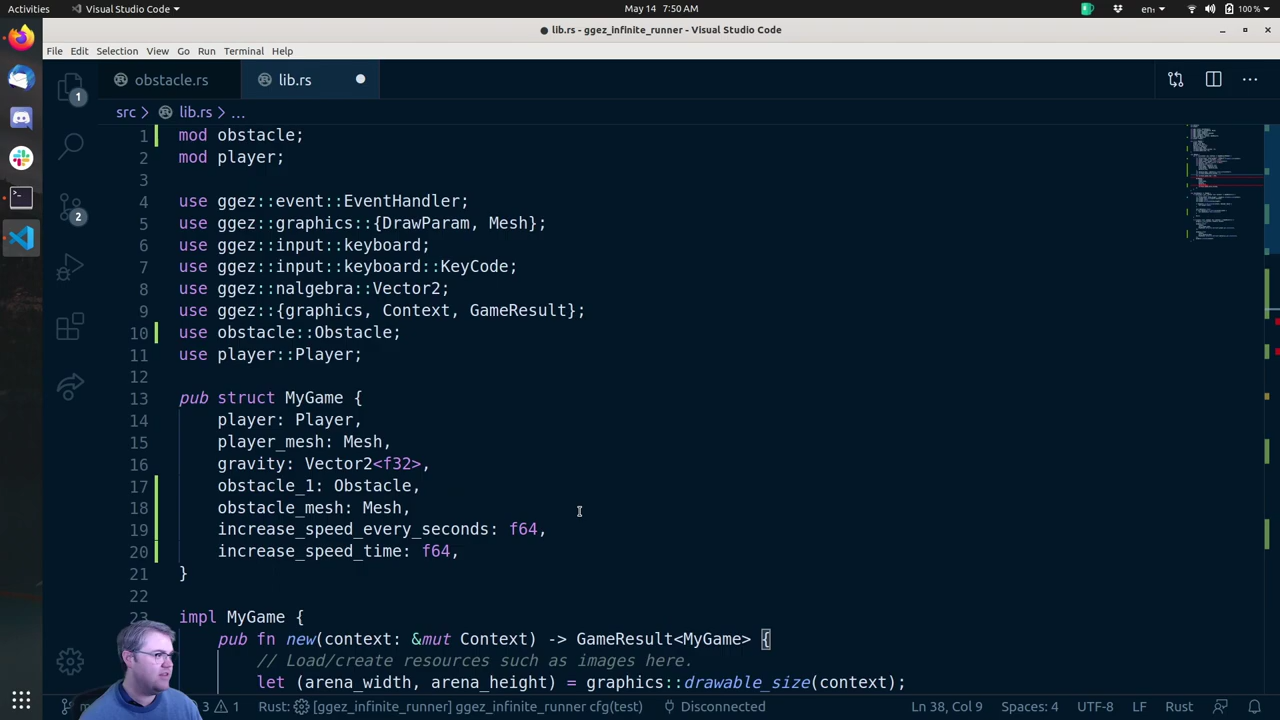 Activities
Visual Studio Code
May 14 7:50 AM
en1
100 %
● lib.rs - ggez_infinite_runner - Visual Studio Code
File Edit Selection View Go Run Terminal Help
obstacle.rs
lib.rs
src > lib.rs > ...
1 mod obstacle;
2 mod player;
3
4 use ggez::event::EventHandler;
5 use ggez::graphics::{DrawParam, Mesh};
6 use ggez::input::keyboard;
7 use ggez::input::keyboard::KeyCode;
8 use ggez::nalgebra::Vector2;
9 use ggez::{graphics, Context, GameResult};
10 use obstacle::Obstacle;
11 use player::Player;
12
13 pub struct MyGame {
14 player: Player,
15 player_mesh: Mesh,
16 gravity: Vector2<f32>,
17 obstacle_1: Obstacle,
18 obstacle_mesh: Mesh,
19 increase_speed_every_seconds: f64,
20 increase_speed_time: f64,
21 }
22
23 impl MyGame {
pub fn new(context: &mut Context) -> GameResult<MyGame> {
// Load/create resources such as images here.
let (arena_width, arena_height) = graphics::drawable_size(context);
1
2
3 1
Rust: [ggez_infinite_runner] ggez_infinite_runner cfg(test)
Disconnected
Ln 38, Col 9
Spaces: 4
UTF-8
LF
Rust